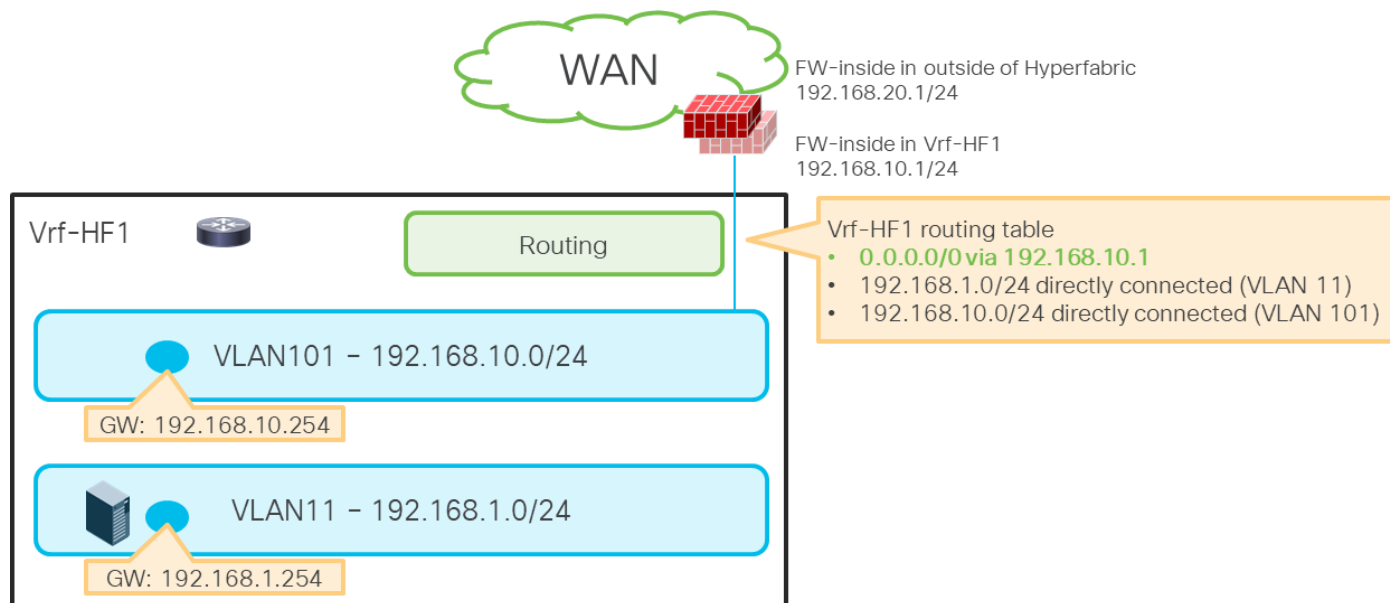 WAN
FW-inside in outside of Hyperfabric
192.168.20.1/24
FW-inside in Vrf-HF1
192.168.10.1/24
Vrf-HF1
Routing
Vrf-HF1 routing table
• 0.0.0.0/0 via 192.168.10.1
• 192.168.1.0/24 directly connected (VLAN 11)
• 192.168.10.0/24 directly connected (VLAN 101)
VLAN101 - 192.168.10.0/24
GW: 192.168.10.254
VLAN11 - 192.168.1.0/24
GW: 192.168.1.254